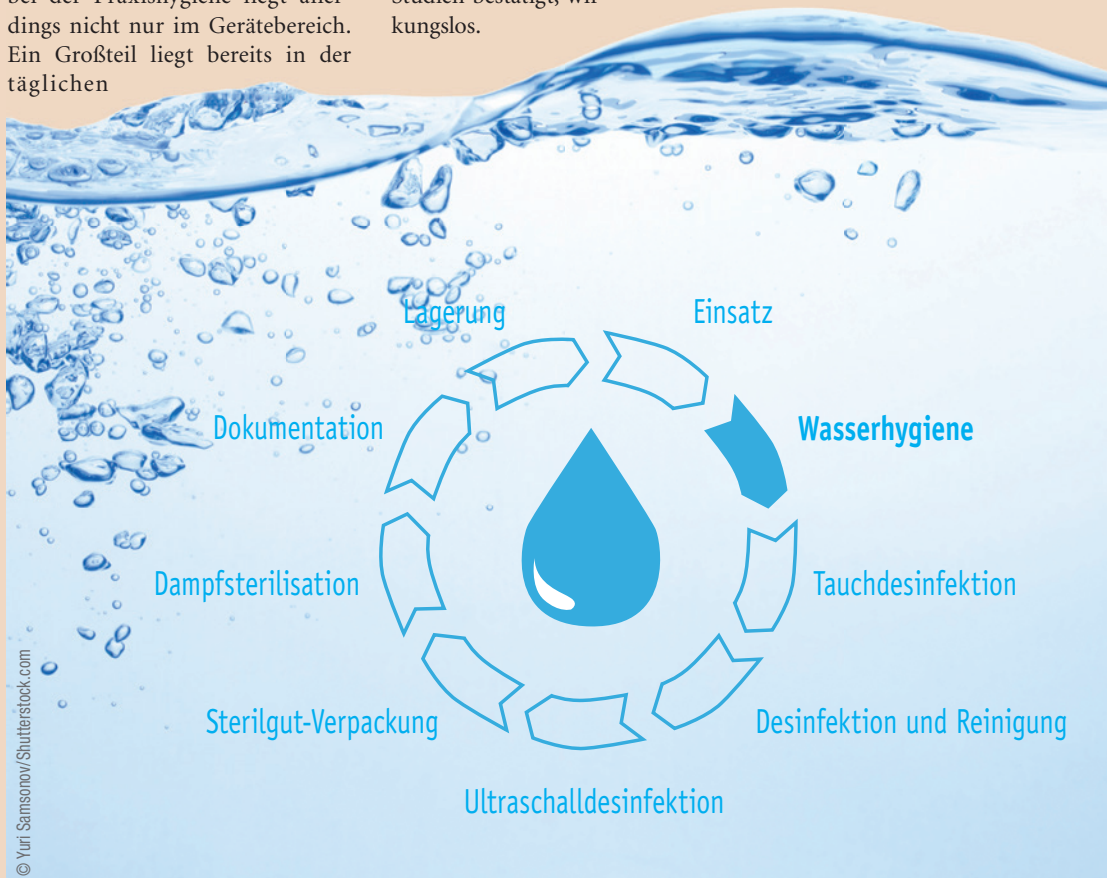 dings nicht nur im Gerätebereich.
Ein Großteil liegt bereits in der
täglichen
kungslos.
Lagerung
Einsatz
Dokumentation
Wasserhygiene
Dampfsterilisation
Tauchdesinfektion
Sterilgut-Verpackung
Desinfektion und Reinigung
Ultraschalldesinfektion
© Yuri Samsonov/Shutterstock.com